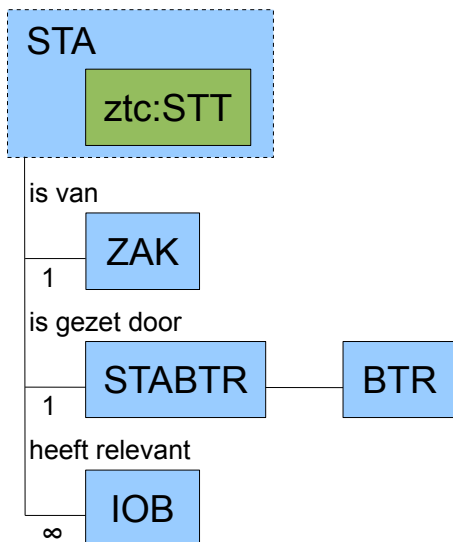 STA
ztc:STT
is van
ZAK
1
is gezet door
STABTR
BTR
1
heeft relevant
IOB
∞